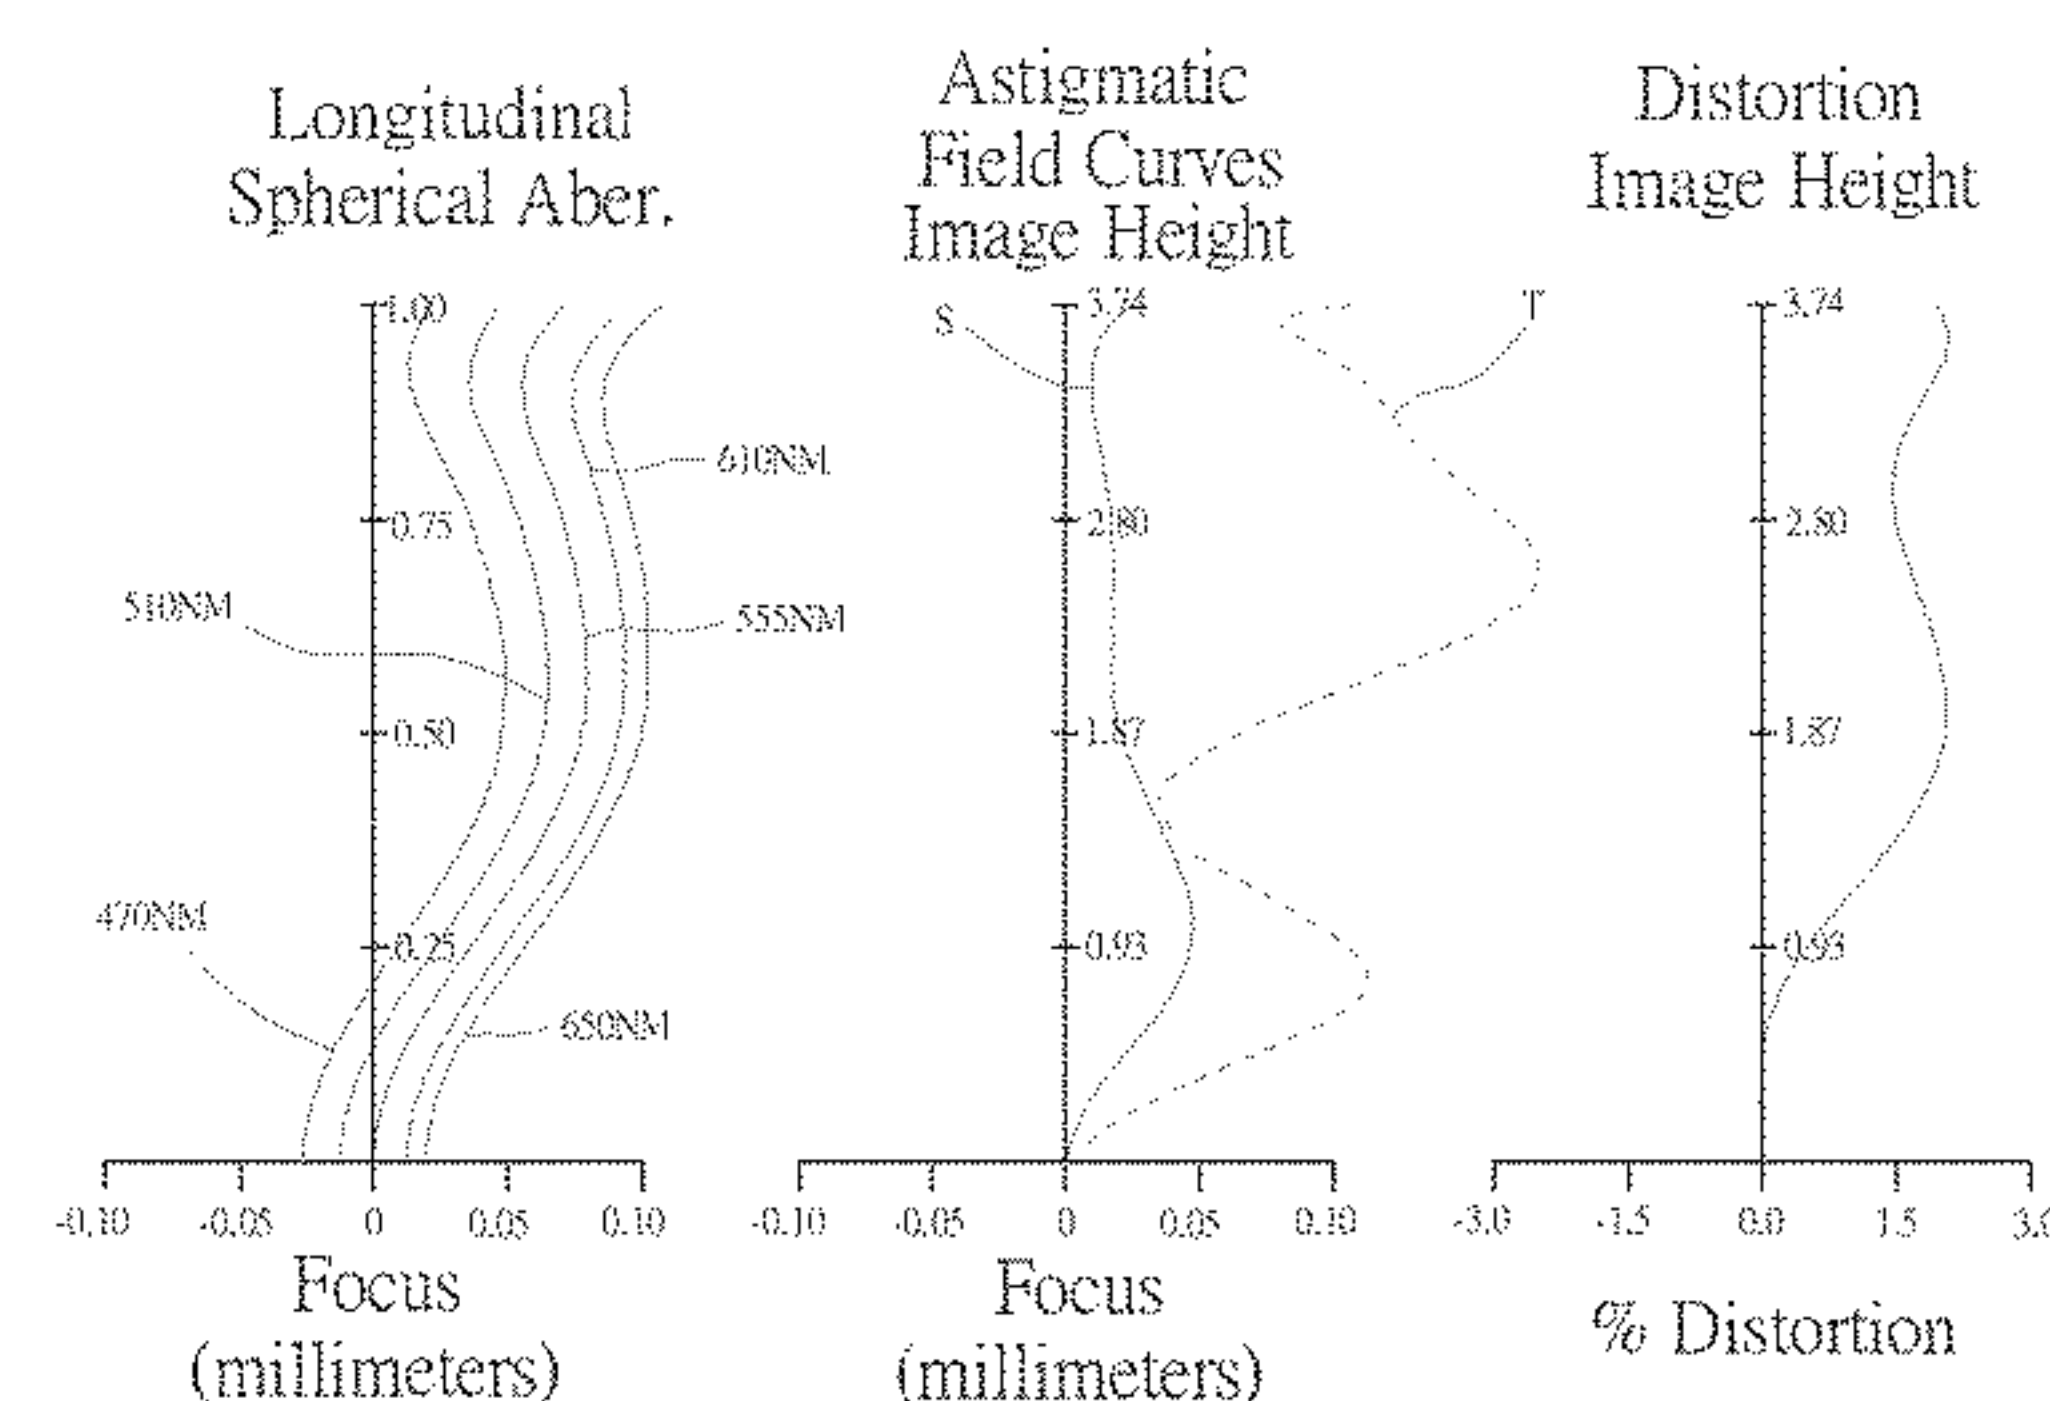 Longitudinal
Spherical Aber.
1.00
0.75
0.50
0.25
610NM
555NM
510NM
470NM
650NM
-0.10 -0.05 0 0.05 0.10
Focus
(millimeters)
Astigmatic
Field Curves
Image Height
S
T
3.74
2.80
1.87
0.93
-0.10 -0.05 0 0.05 0.10
Focus
(millimeters)
Distortion
Image Height
3.74
2.80
1.87
0.93
-3.0 -1.5 0.0 1.5
% Distortion